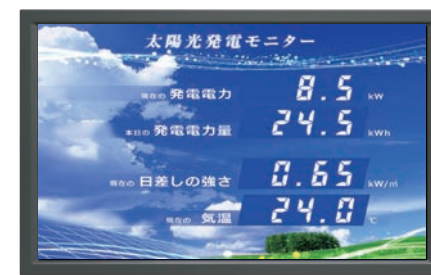 太陽光発電モニター
現在の 発電電力 8.5 kW
本日の 発電電力量 24.5 kWh
現在の 日差しの強さ 0.65 kW/㎡
現在の 気温 24.0 ℃